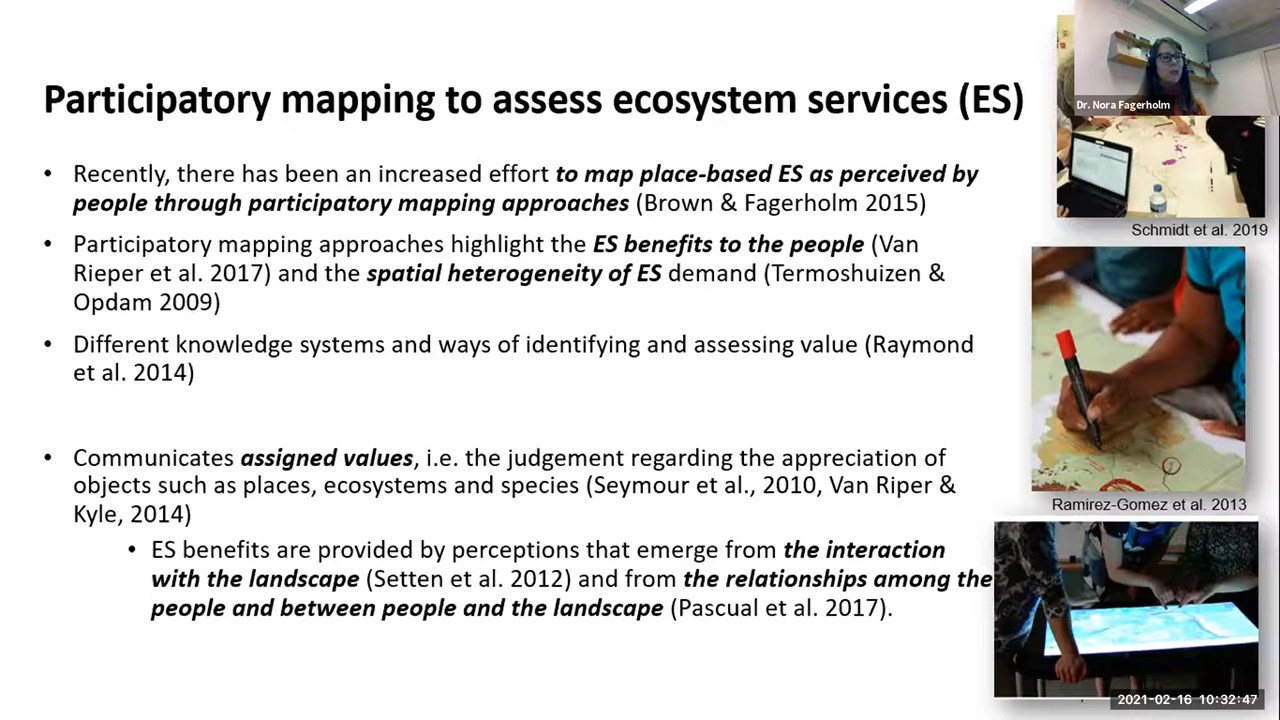 Participatory mapping to assess ecosystem services (ES)
• Recently, there has been an increased effort to map place-based ES as perceived by
people through participatory mapping approaches (Brown & Fagerholm 2015)
• Participatory mapping approaches highlight the ES benefits to the people (Van
Rieper et al. 2017) and the spatial heterogeneity of ES demand (Termoshuizen &
Opdam 2009)
• Different knowledge systems and ways of identifying and assessing value (Raymond
et al. 2014)
• Communicates assigned values, i.e. the judgement regarding the appreciation of
objects such as places, ecosystems and species (Seymour et al., 2010, Van Riper &
Kyle, 2014)
• ES benefits are provided by perceptions that emerge from the interaction
with the landscape (Setten et al. 2012) and from the relationships among the
people and between people and the landscape (Pascual et al. 2017).
Dr. Nora Fagerholm
Schmidt et al. 2019
Ramirez-Gomez et al. 2013
2021-02-16 10:32:47